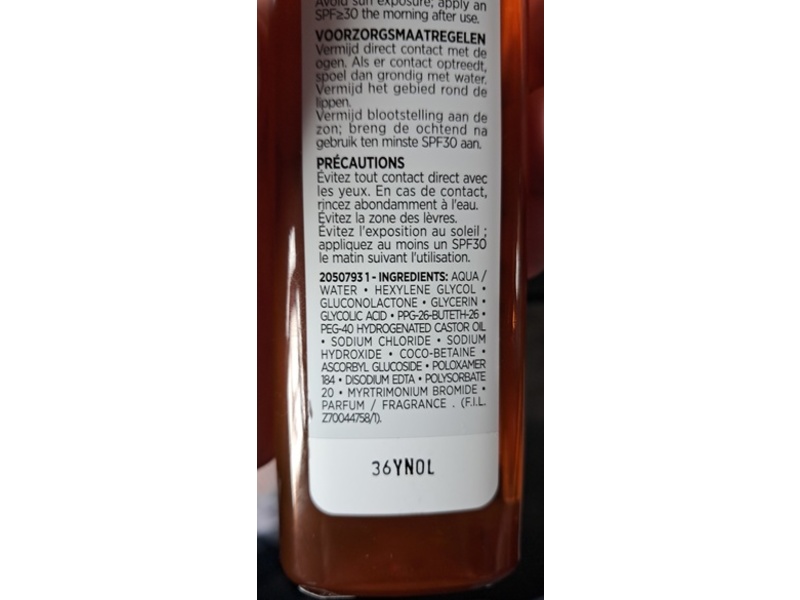 Avoid sun exposure; apply an
SPF≥30 the morning after use.
VOORZORGSMAATREGELEN
Vermijd direct contact met de
ogen. Als er contact optreedt,
spoel dan grondig met water.
Vermijd het gebied rond de
lippen.
Vermijd blootstelling aan de
zon; breng de ochtend na
gebruik ten minste SPF30 aan.
PRÉCAUTIONS
Évitez tout contact direct avec
les yeux. En cas de contact,
rincez abondamment à l'eau.
Évitez la zone des lèvres.
Évitez l'exposition au soleil ;
appliquez au moins un SPF30
le matin suivant l'utilisation.
2050793 1 - INGREDIENTS: AQUA /
WATER • HEXYLENE GLYCOL •
GLUCONOLACTONE • GLYCERIN •
GLYCOLIC ACID • PPG-26-BUTETH-26 •
PEG-40 HYDROGENATED CASTOR OIL
• SODIUM CHLORIDE • SODIUM
HYDROXIDE • COCO-BETAINE •
ASCORBYL GLUCOSIDE • POLOXAMER
184 • DISODIUM EDTA • POLYSORBATE
20 • MYRTRIMONIUM BROMIDE •
PARFUM / FRAGRANCE . (F.I.L.
Z70044758/1).
36YN0L